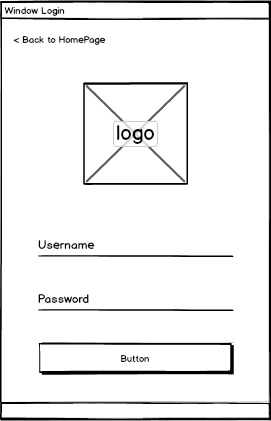 Window Login
< Back to HomePage
logo
Username
Password
Button